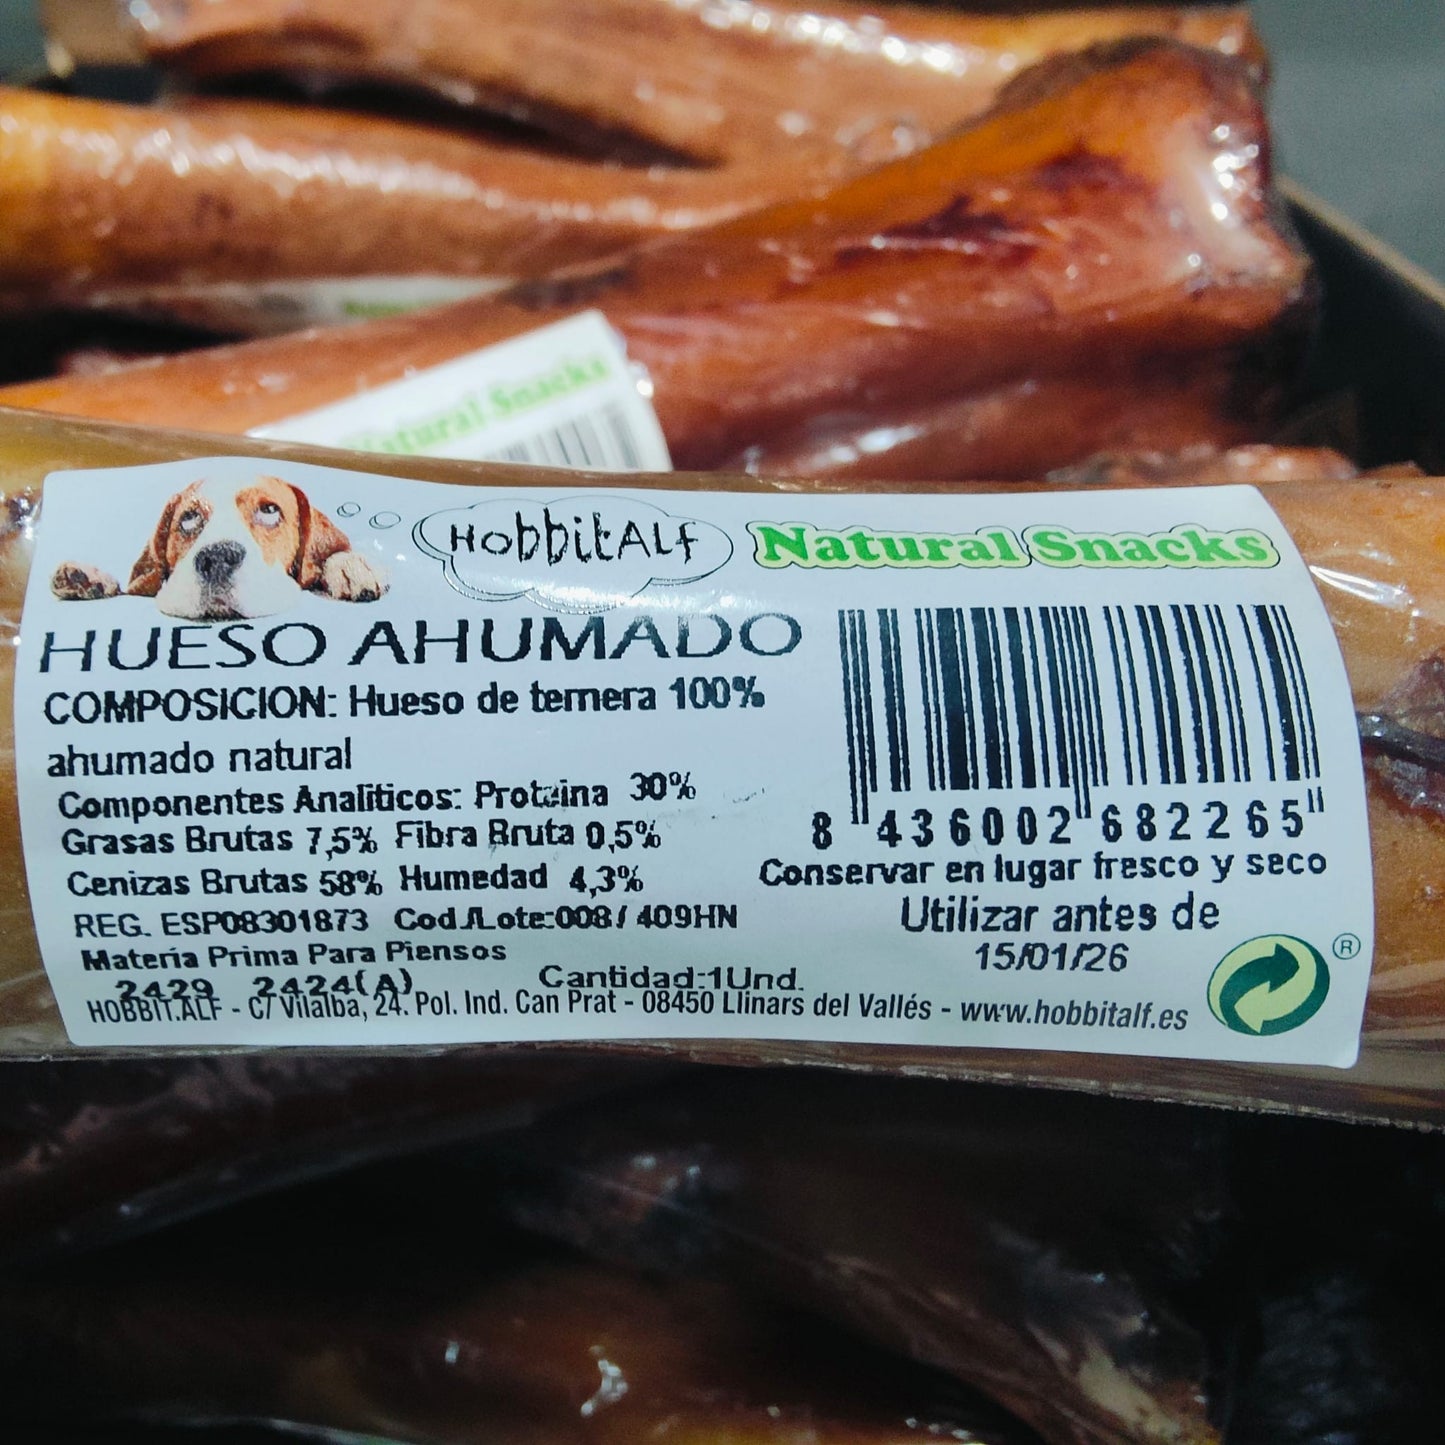 Natural Snacks
HobbitAlf Natural Snacks
HUESO AHUMADO
COMPOSICION: Hueso de ternera 100%
ahumado natural
Componentes Analíticos: Proteina 30%
Grasas Brutas 7,5% Fibra Bruta 0,5%
Cenizas Brutas 58% Humedad 4,3%
REG. ESP08301873 Cod./Lote:008/409HN
Materia Prima Para Piensos
2429 2424(A) Cantidad:1Und.
8 436002 682265
Conservar en lugar fresco y seco
Utilizar antes de
15/01/26
®
HOBBIT.ALF - C/ Vilalba, 24. Pol. Ind. Can Prat - 08450 Llinars del Vallés - www.hobbitalf.es